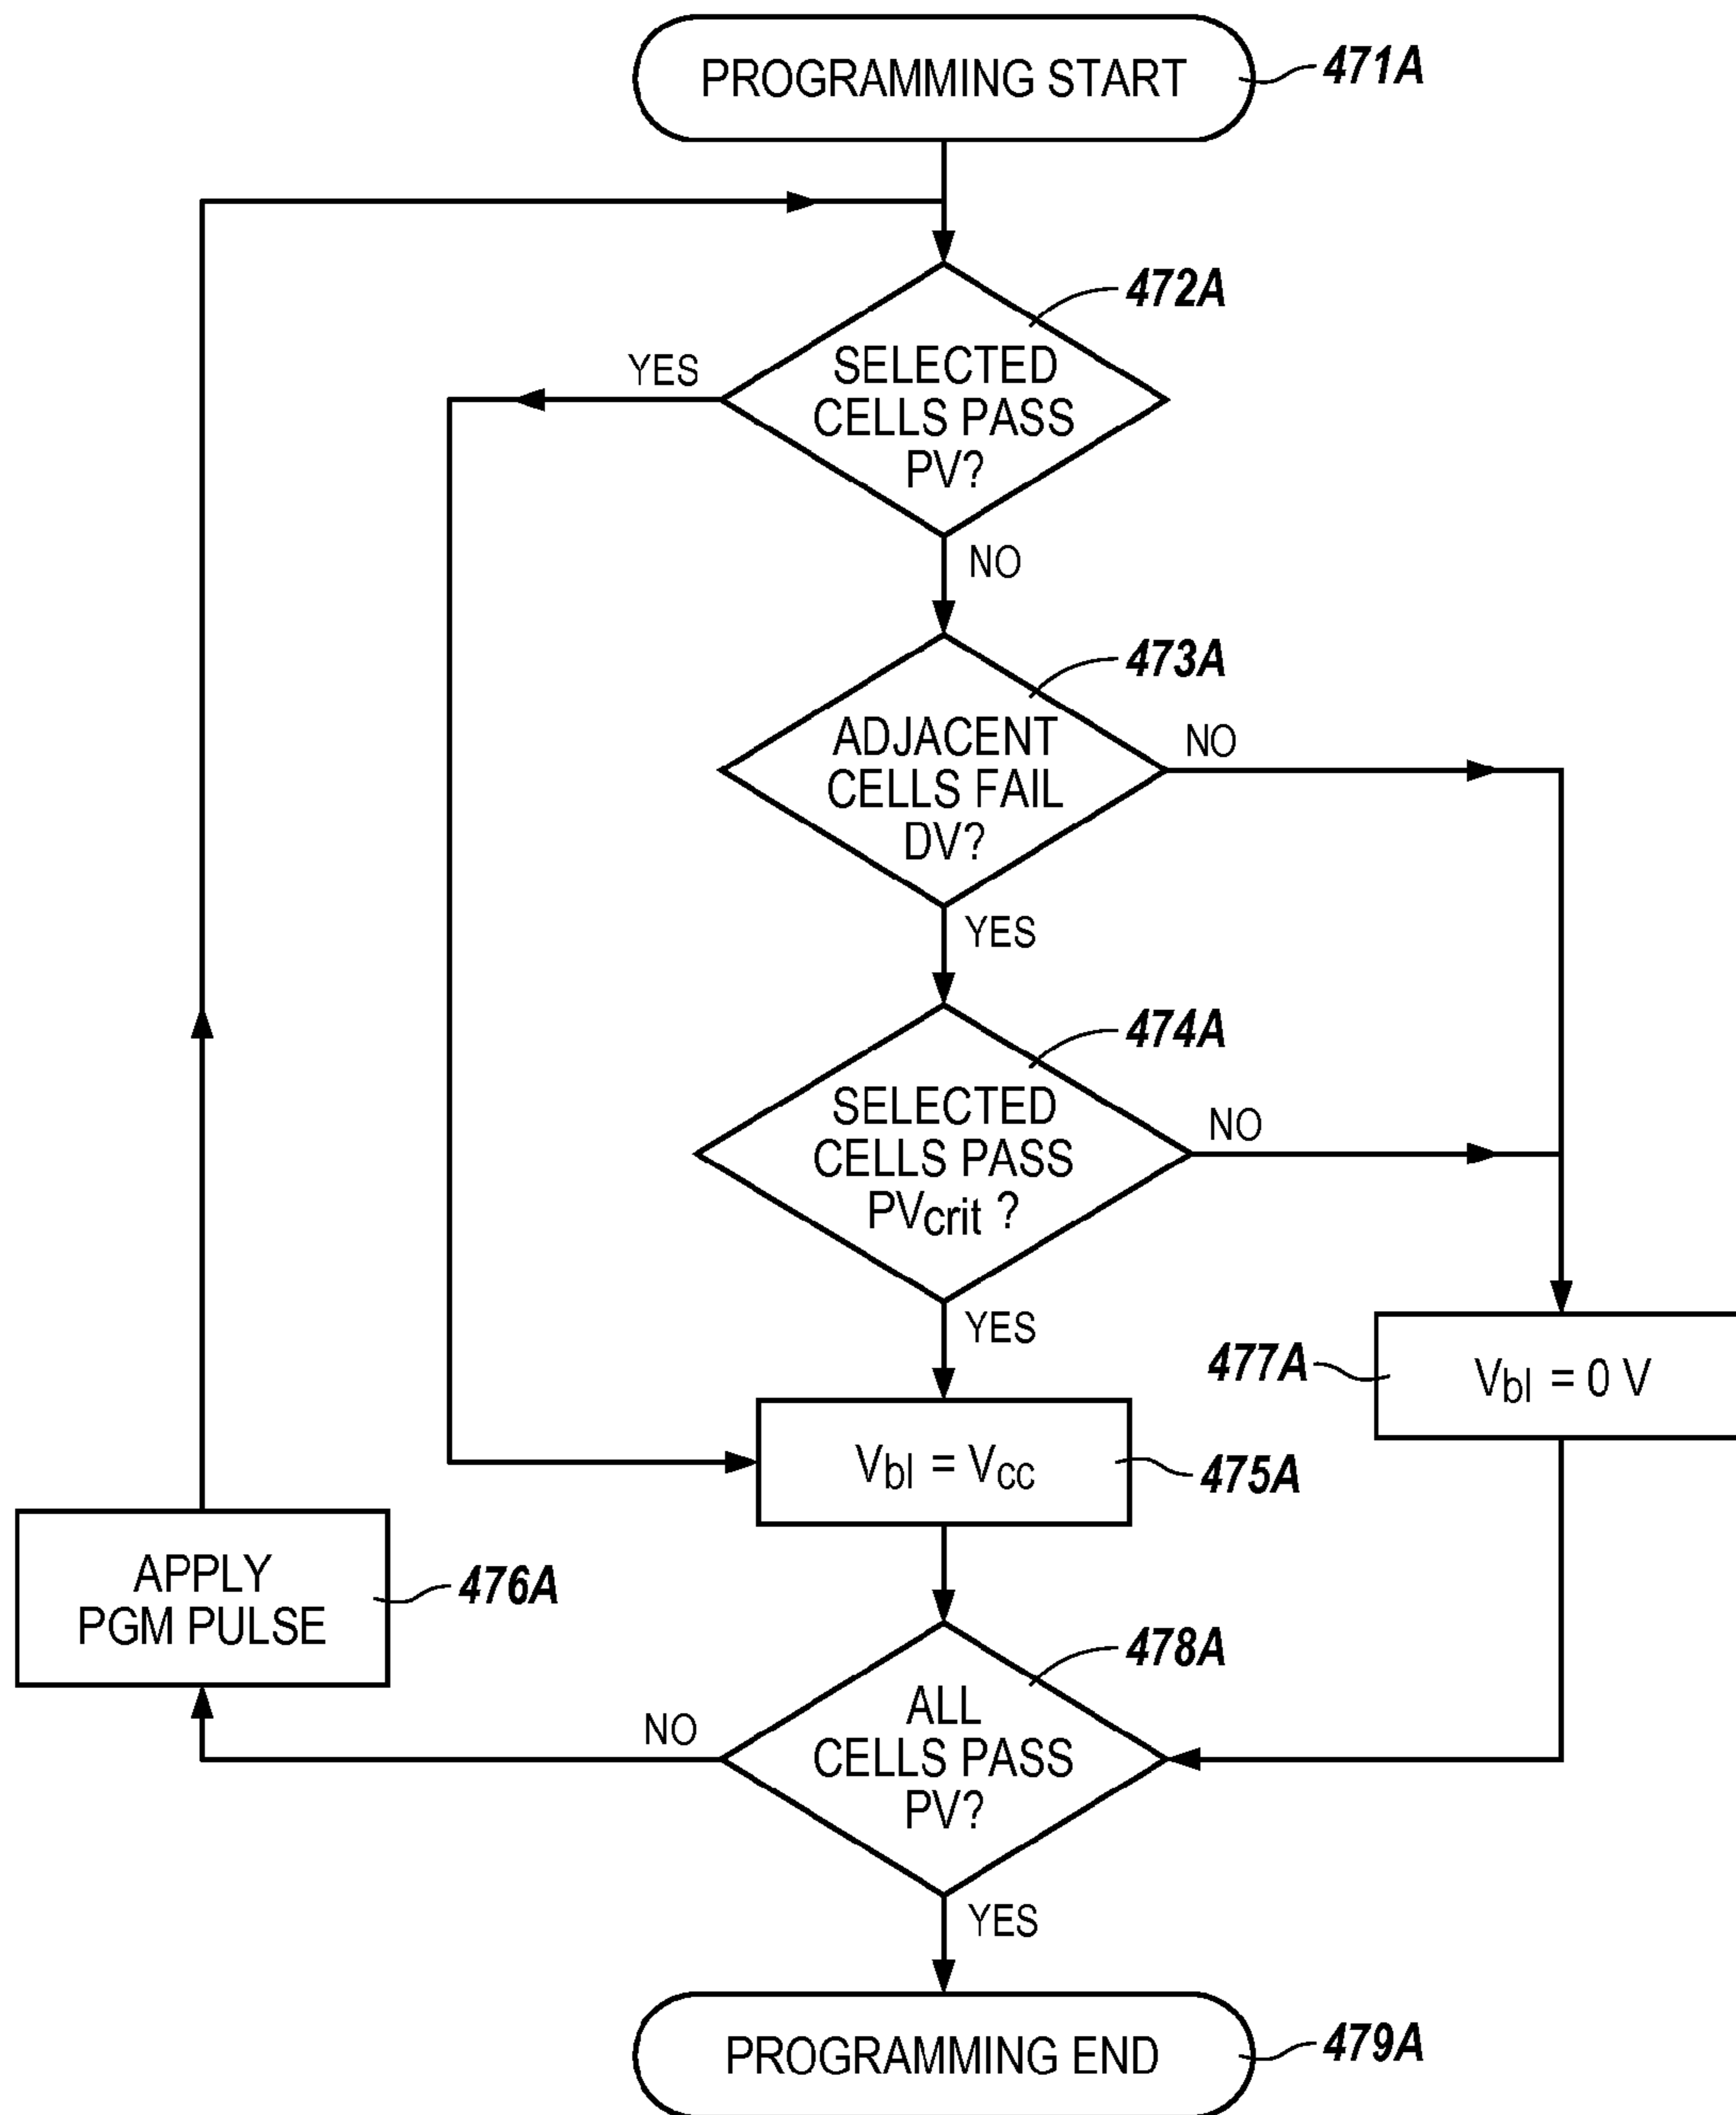 PROGRAMMING START
471A
472A
YES
SELECTED
CELLS PASS
PV?
NO
473A
ADJACENT
CELLS FAIL
DV?
NO
YES
474A
SELECTED
CELLS PASS
PVcrit ?
NO
YES
477A
Vbl = 0 V
Vbl = Vcc
475A
APPLY
PGM PULSE
476A
478A
NO
ALL
CELLS PASS
PV?
YES
PROGRAMMING END
479A